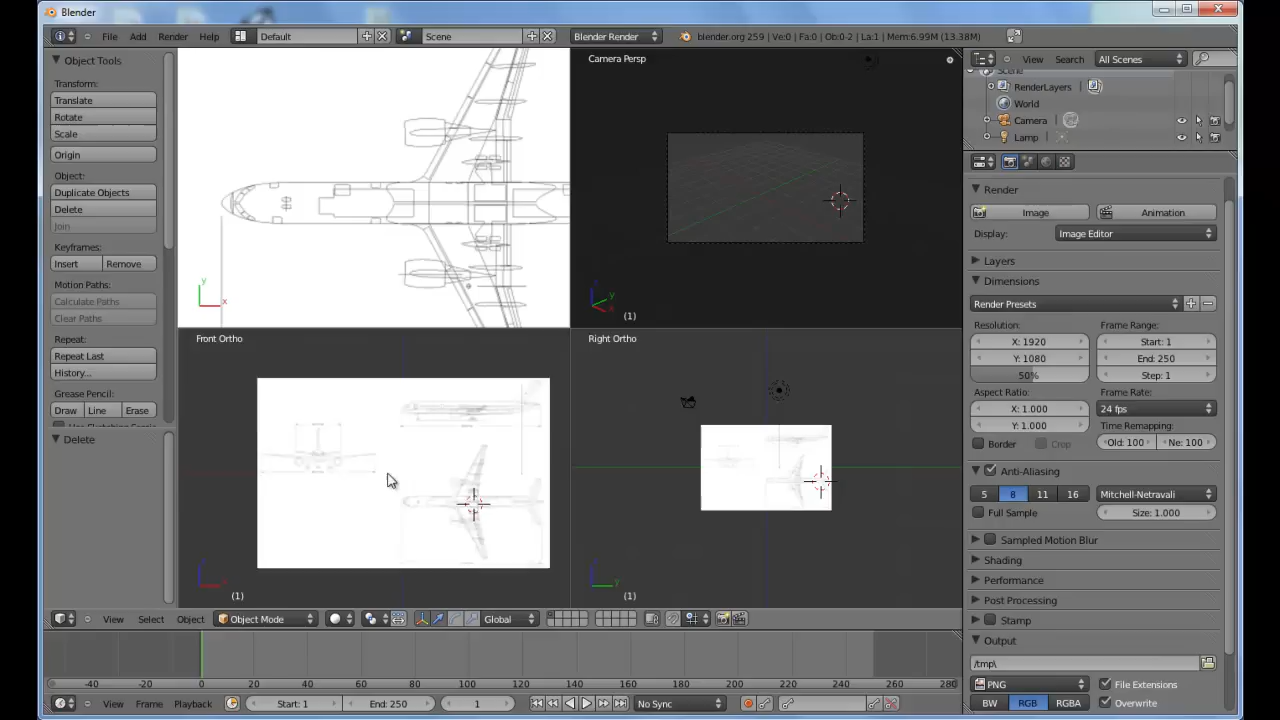 Blender
File Add Render Help Default Scene Blender Render blender.org 259 | Ve:0 | Fa:0 | Ob:0-2 | La:1 | Mem:6.99M (13.38M)
Object Tools
Transform:
Translate
Rotate
Scale
Origin
Object:
Duplicate Objects
Delete
Join
Keyframes:
Insert Remove
Motion Paths:
Calculate Paths
Clear Paths
Repeat:
Repeat Last
History...
Grease Pencil:
Draw Line Erase
Delete
y
x
Camera Persp
z
y
x
(1)
Front Ortho
z
x
(1)
Right Ortho
z
y
(1)
View Select Object Object Mode Global
-40 -20 0 20 40 60 80 100 120 140 160 180 200 220 240 260 280
View Frame Playback Start: 1 End: 250 1 No Sync
View Search All Scenes
Scene
RenderLayers
World
Camera
Lamp
Render
Image Animation
Display: Image Editor
Layers
Dimensions
Render Presets
Resolution: Frame Range:
X: 1920 Start: 1
Y: 1080 End: 250
50% Step: 1
Aspect Ratio: Frame Rate:
X: 1.000 24 fps
Y: 1.000 Time Remapping:
Border Crop Old: 100 Ne: 100
Anti-Aliasing
5 8 11 16 Mitchell-Netravali
Full Sample Size: 1.000
Sampled Motion Blur
Shading
Performance
Post Processing
Stamp
Output
/tmp\
PNG File Extensions
BW RGB RGBA Overwrite